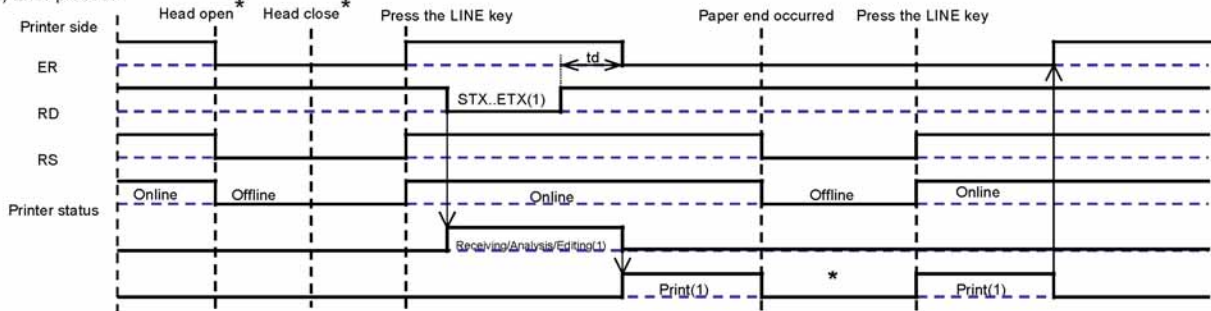 Head open* Head close* Press the LINE key Paper end occurred Press the LINE key
Printer side
ER td
RD STX..ETX(1)
RS
Printer status Online Offline Online Offline Online
Receiving/Analysis/Editing(1)
Print(1) * Print(1)